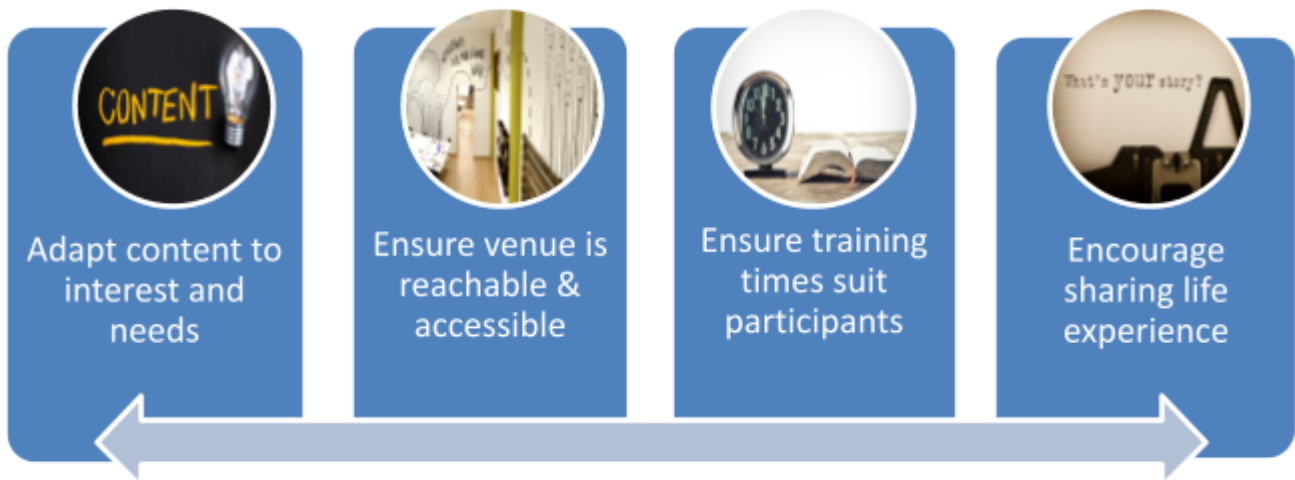 CONTENT
Adapt content to
interest and
needs
Ensure venue is
reachable &
accessible
12
Ensure training
times suit
participants
What's your story?
Encourage
sharing life
experience